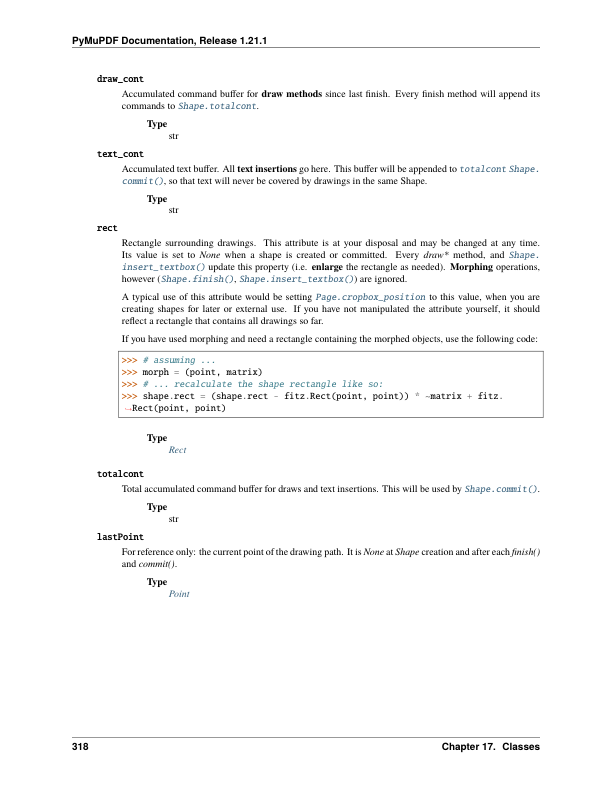 PyMuPDF Documentation, Release 1.21.1
draw_cont
Accumulated command buffer for draw methods since last finish. Every finish method will append its
commands to Shape.totalcont.
Type
str
text_cont
Accumulated text buffer. All text insertions go here. This buffer will be appended to totalcont Shape.
commit(), so that text will never be covered by drawings in the same Shape.
Type
str
rect
Rectangle surrounding drawings. This attribute is at your disposal and may be changed at any time.
Its value is set to None when a shape is created or committed. Every draw* method, and Shape.
insert_textbox() update this property (i.e. enlarge the rectangle as needed). Morphing operations,
however (Shape.finish(), Shape.insert_textbox()) are ignored.
A typical use of this attribute would be setting Page.cropbox_position to this value, when you are
creating shapes for later or external use. If you have not manipulated the attribute yourself, it should
reflect a rectangle that contains all drawings so far.
If you have used morphing and need a rectangle containing the morphed objects, use the following code:
>>> # assuming ...
>>> morph = (point, matrix)
>>> # ... recalculate the shape rectangle like so:
>>> shape.rect = (shape.rect - fitz.Rect(point, point)) * ~matrix + fitz.
↪Rect(point, point)
Type
Rect
totalcont
Total accumulated command buffer for draws and text insertions. This will be used by Shape.commit().
Type
str
lastPoint
For reference only: the current point of the drawing path. It is None at Shape creation and after each finish()
and commit().
Type
Point
318 Chapter 17. Classes